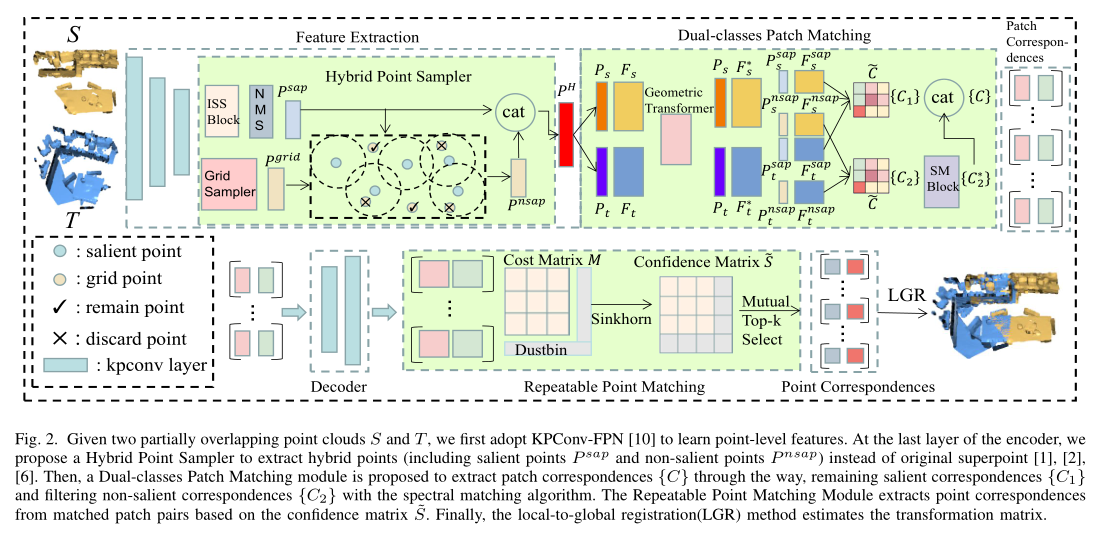 S
T
Feature Extraction
Hybrid Point Sampler
ISS
Block
N
M
S
P^{sap}
Grid
Sampler
P^{grid}
cat
P^{nsap}
P^H
Dual-classes Patch Matching
P_s F_s
P_t F_t
Geometric
Transformer
P_s F_s^*
P_t F_t^*
P_s^{sap} F_s^{sap}
P_s^{nsap} F_s^{nsap}
P_t^{sap} F_t^{sap}
P_t^{nsap} F_t^{nsap}
C̃
{C_1}
{C_2}
C̃
cat
{C}
SM
Block
{C_2^*}
Patch
Correspon-
dences
: salient point
: grid point
: remain point
: discard point
: kpconv layer
Decoder
Cost Matrix M
Dustbin
Sinkhorn
Confidence Matrix S̃
Mutual
Top-k
Select
Repeatable Point Matching
Point Correspondences
LGR
Fig. 2. Given two partially overlapping point clouds S and T, we first adopt KPConv-FPN [10] to learn point-level features. At the last layer of the encoder, we
propose a Hybrid Point Sampler to extract hybrid points (including salient points P^{sap} and non-salient points P^{nsap}) instead of original superpoint [1], [2],
[6]. Then, a Dual-classes Patch Matching module is proposed to extract patch correspondences {C} through the way, remaining salient correspondences {C_1}
and filtering non-salient correspondences {C_2} with the spectral matching algorithm. The Repeatable Point Matching Module extracts point correspondences
from matched patch pairs based on the confidence matrix S̃. Finally, the local-to-global registration(LGR) method estimates the transformation matrix.